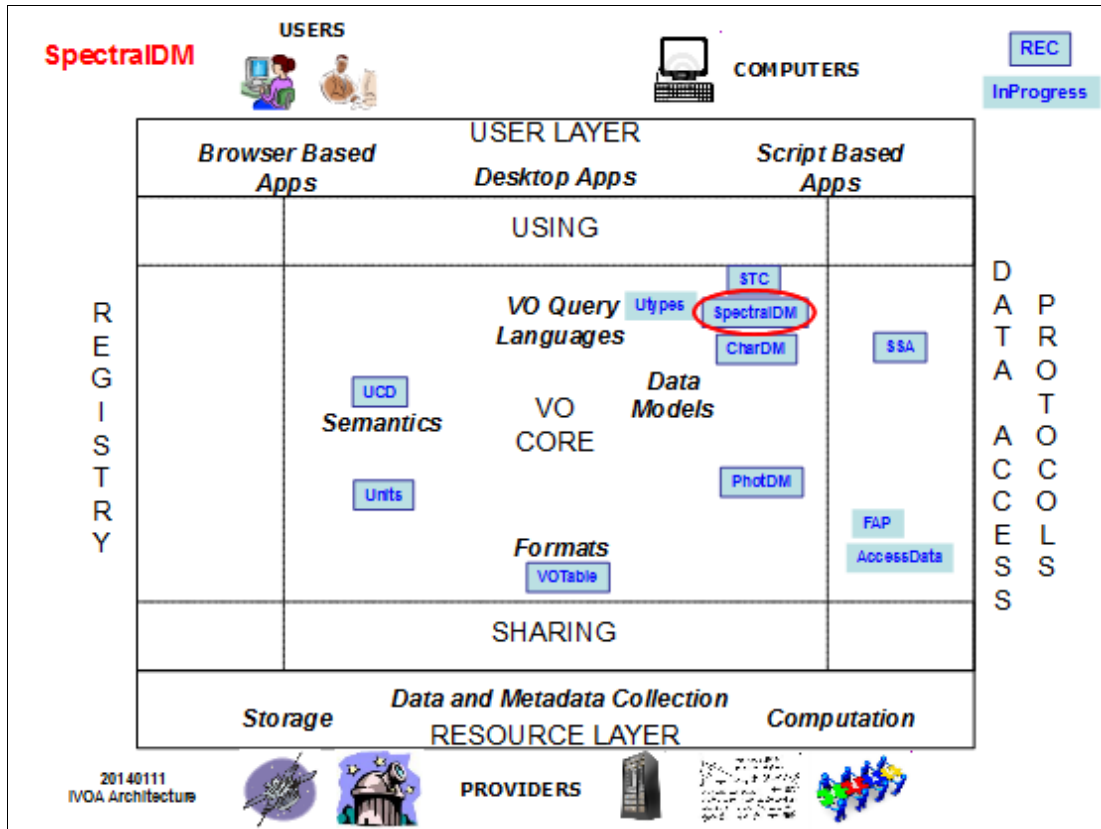 SpectralDM
USERS
COMPUTERS
REC
InProgress
USER LAYER
Browser Based
Apps
Desktop Apps
Script Based
Apps
USING
REGISTRY
VO Query
Languages
Utypes
STC
SpectralDM
CharDM
SSA
Data
Models
UCD
Semantics
VO
CORE
Units
PhotDM
FAP
AccessData
Formats
VOTable
DATA ACCESS
PROTOCOLS
SHARING
Data and Metadata Collection
Storage
Computation
RESOURCE LAYER
20140111
IVOA Architecture
PROVIDERS